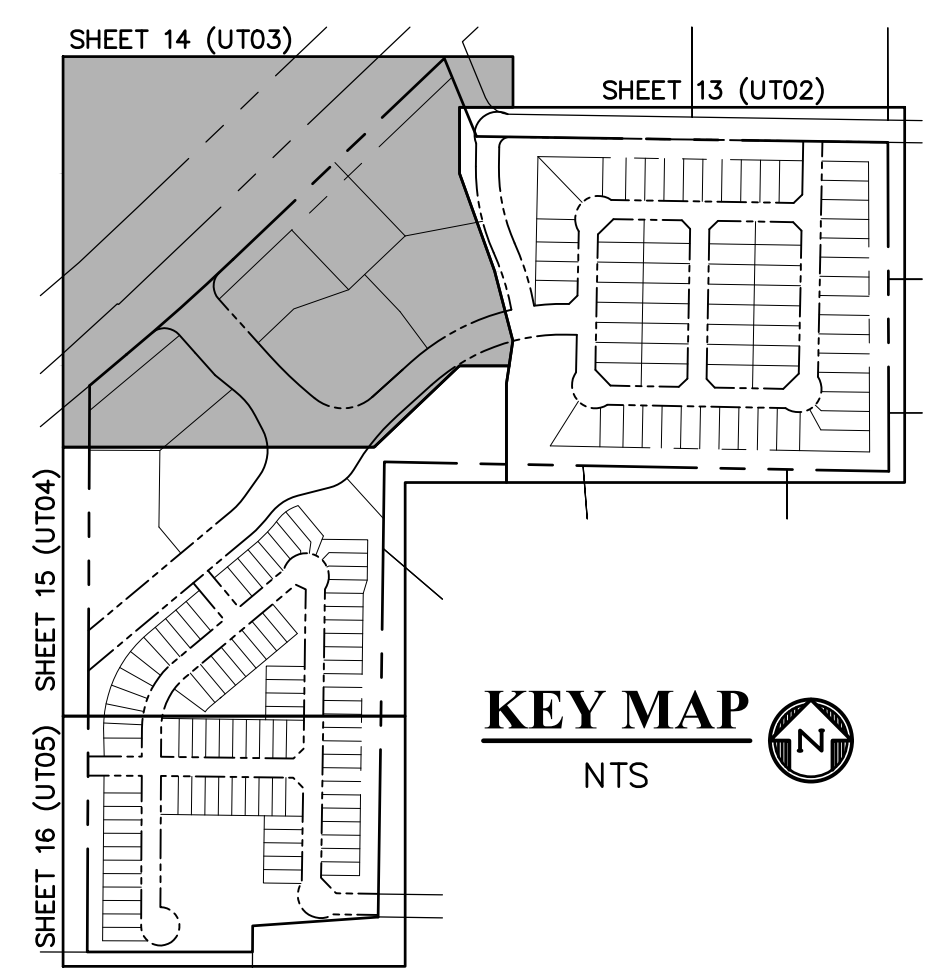 SHEET 14 (UT03)
SHEET 13 (UT02)
SHEET 15 (UT04)
SHEET 16 (UT05)
KEY MAP
N
NTS